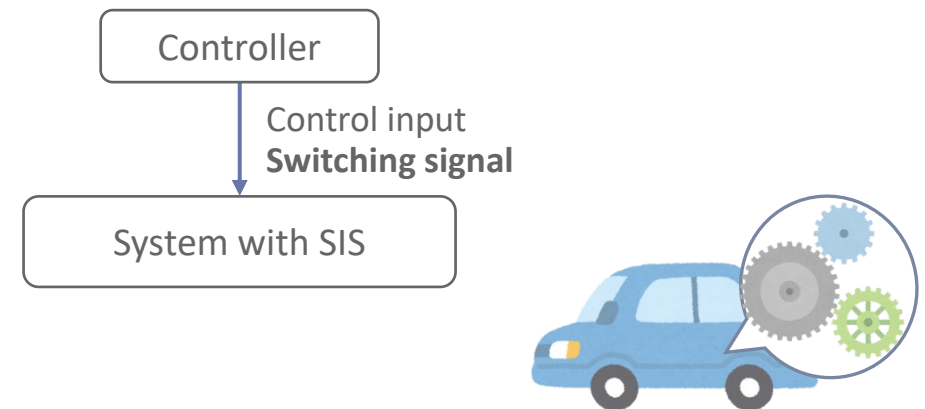 Controller
Control input
Switching signal
System with SIS